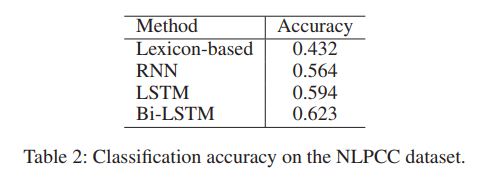 Method Accuracy
Lexicon-based 0.432
RNN 0.564
LSTM 0.594
Bi-LSTM 0.623
Table 2: Classification accuracy on the NLPCC dataset.